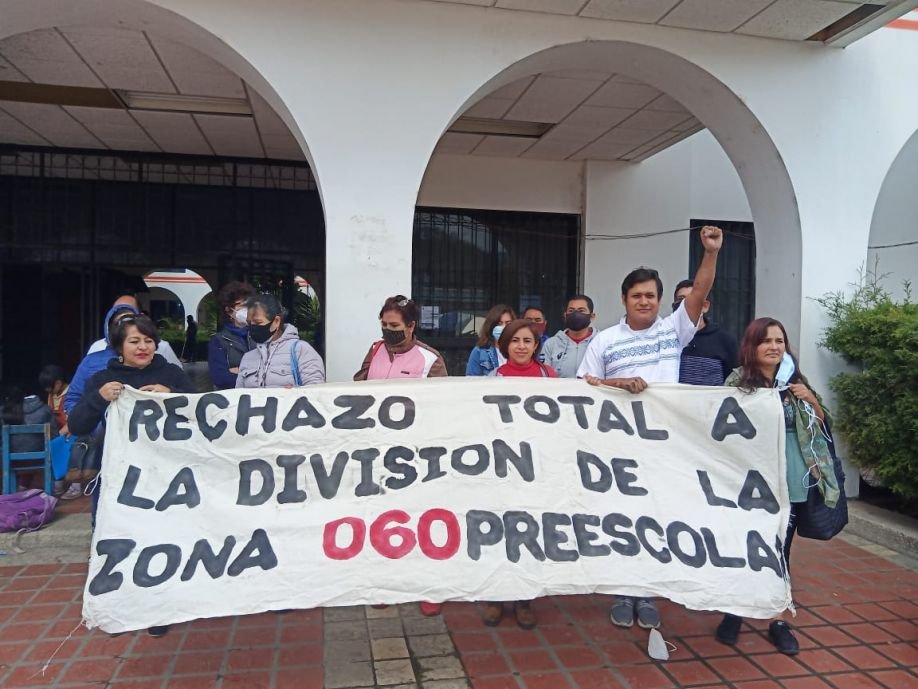 RECHAZO TOTAL A
LA DIVISION DE LA
ZONA 060 PREESCOLAR